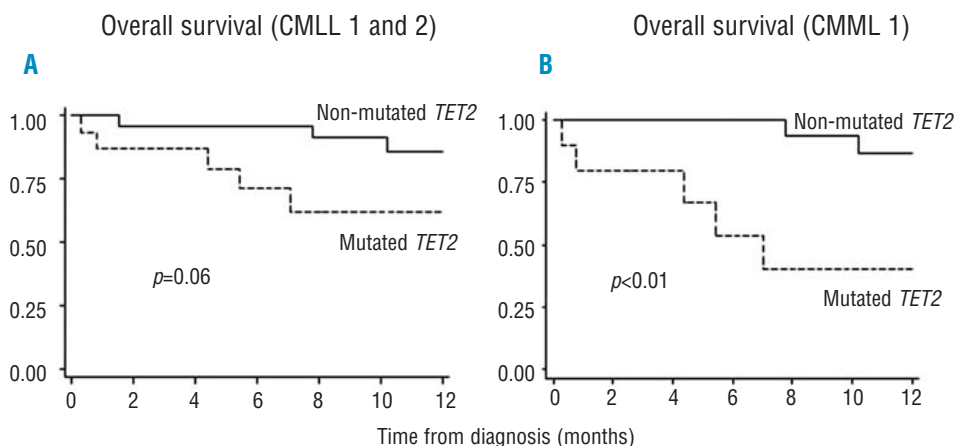 Overall survival (CMLL 1 and 2)
A
Non-mutated TET2
1.00
0.75
0.50
0.25
0.00
Mutated TET2
p=0.06
0 2 4 6 8 10 12
Overall survival (CMML 1)
B
Non-mutated TET2
1.00
0.75
0.50
0.25
0.00
p<0.01
Mutated TET2
0 2 4 6 8 10 12
Time from diagnosis (months)